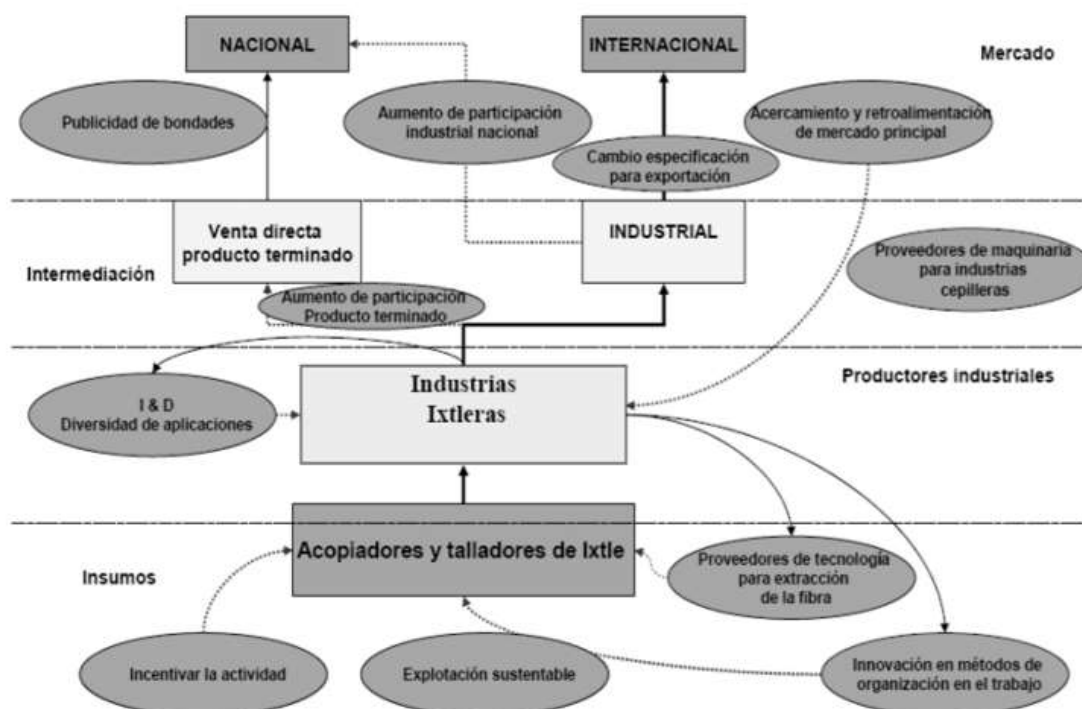 NACIONAL
INTERNACIONAL
Mercado
Publicidad de bondades
Aumento de participación
industrial nacional
Acercamiento y retroalimentación
de mercado principal
Cambio especificación
para exportación
Venta directa
producto terminado
INDUSTRIAL
Intermediación
Proveedores de maquinaria
para industrias
cepilleras
Aumento de participación
Producto terminado
Industrias
Ixtleras
Productores industriales
I & D
Diversidad de aplicaciones
Acopiadores y talladores de Ixtle
Insumos
Proveedores de tecnología
para extracción
de la fibra
Incentivar la actividad
Explotación sustentable
Innovación en métodos de
organización en el trabajo